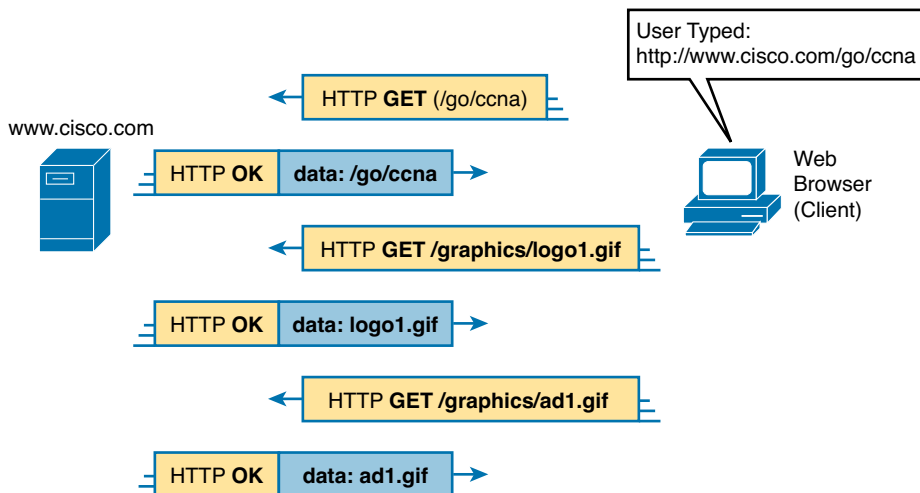 User Typed:
http://www.cisco.com/go/ccna
HTTP GET (/go/ccna)
www.cisco.com
HTTP OK data: /go/ccna
Web
Browser
(Client)
HTTP GET /graphics/logo1.gif
HTTP OK data: logo1.gif
HTTP GET /graphics/ad1.gif
HTTP OK data: ad1.gif